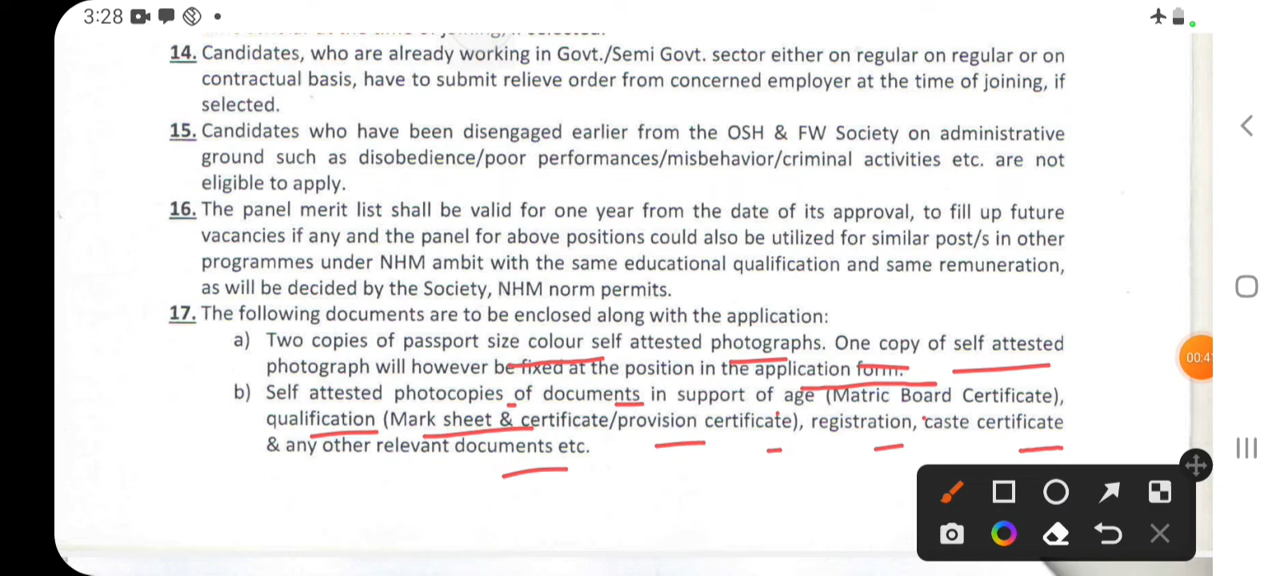 3:28
14. Candidates, who are already working in Govt./Semi Govt. sector either on regular on regular or on
contractual basis, have to submit relieve order from concerned employer at the time of joining, if
selected.
15. Candidates who have been disengaged earlier from the OSH & FW Society on administrative
ground such as disobedience/poor performances/misbehavior/criminal activities etc. are not
eligible to apply.
16. The panel merit list shall be valid for one year from the date of its approval, to fill up future
vacancies if any and the panel for above positions could also be utilized for similar post/s in other
programmes under NHM ambit with the same educational qualification and same remuneration,
as will be decided by the Society, NHM norm permits.
17. The following documents are to be enclosed along with the application:
a) Two copies of passport size colour self attested photographs. One copy of self attested
photograph will however be fixed at the position in the application form.
b) Self attested photocopies of documents in support of age (Matric Board Certificate),
qualification (Mark sheet & certificate/provision certificate), registration, caste certificate
& any other relevant documents etc.